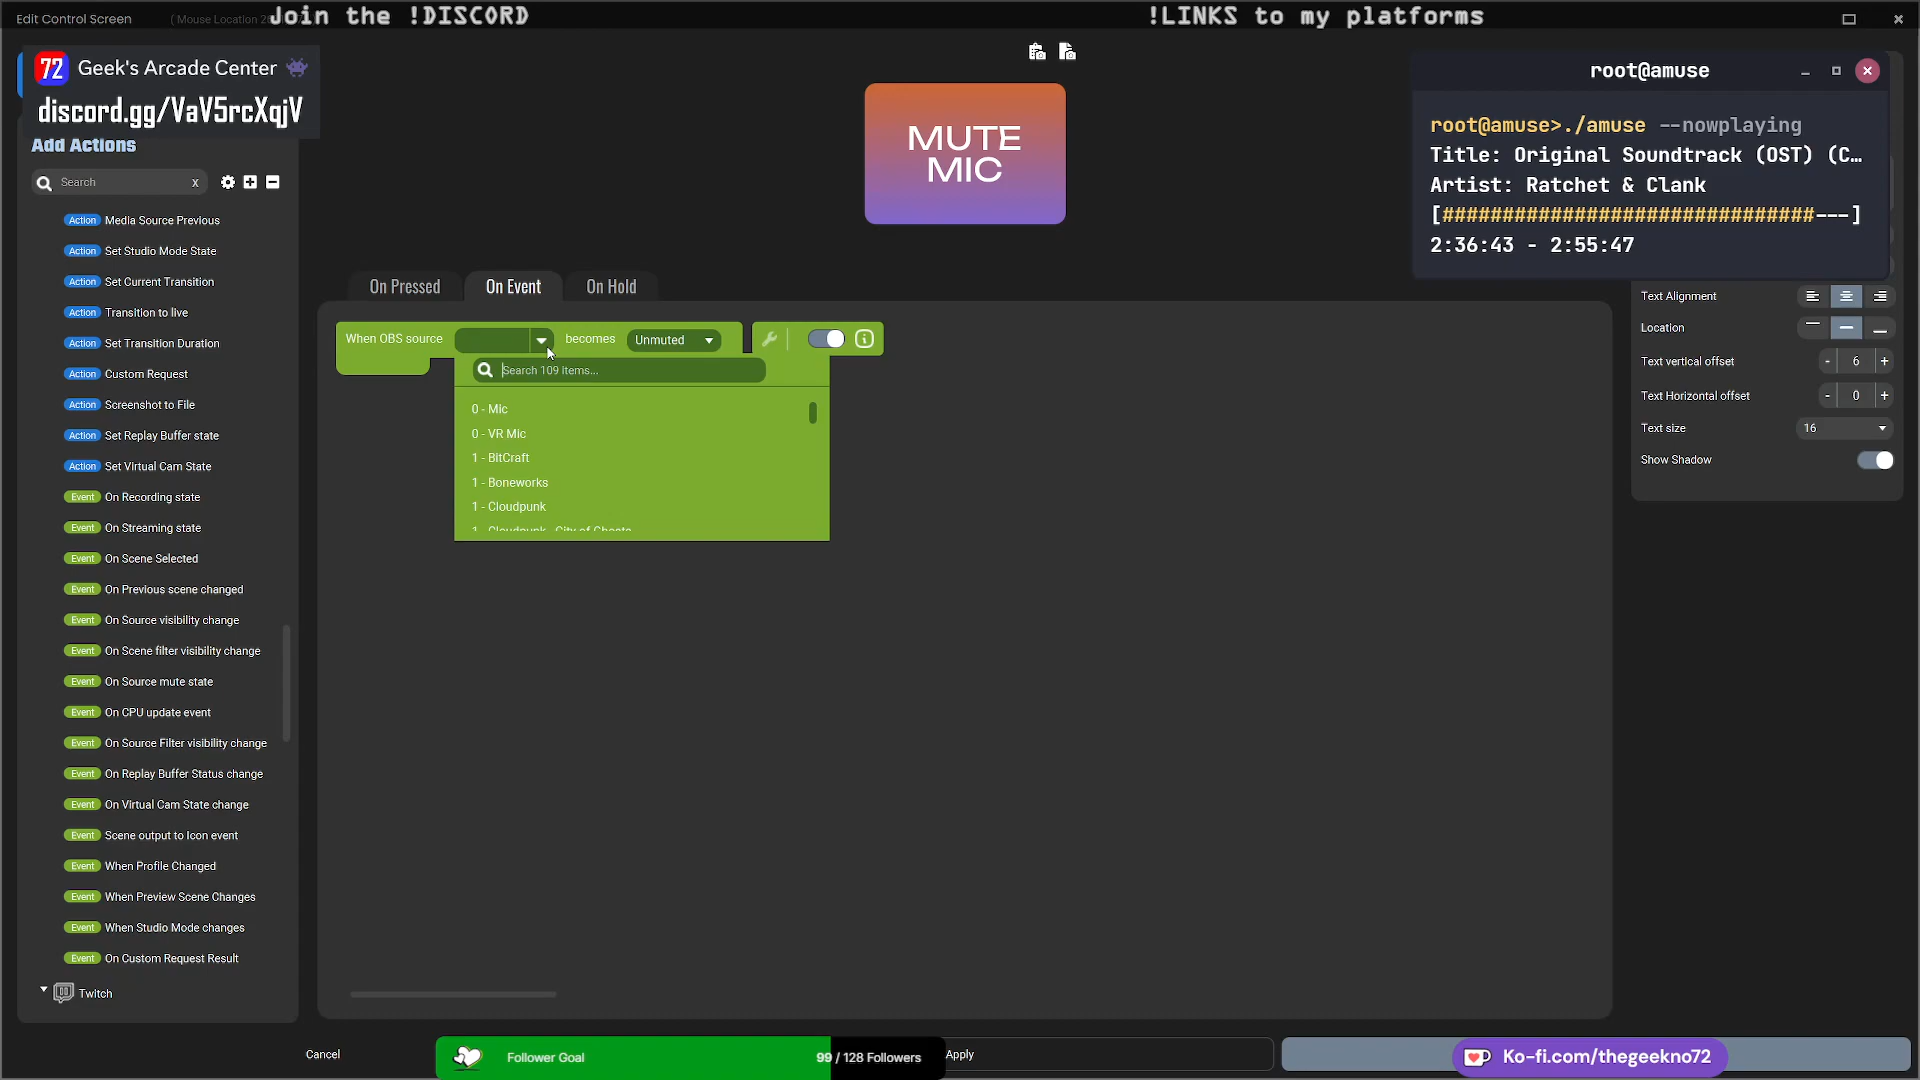 Edit Control Screen
( Mouse Location 2
Join the !DISCORD
!LINKS to my platforms
72 Geek's Arcade Center
discord.gg/VaV5rcXqjV
Add Actions
Search x
Action Media Source Previous
Action Set Studio Mode State
Action Set Current Transition
Action Transition to live
Action Set Transition Duration
Action Custom Request
Action Screenshot to File
Action Set Replay Buffer state
Action Set Virtual Cam State
Event On Recording state
Event On Streaming state
Event On Scene Selected
Event On Previous scene changed
Event On Source visibility change
Event On Scene filter visibility change
Event On Source mute state
Event On CPU update event
Event On Source Filter visibility change
Event On Replay Buffer Status change
Event On Virtual Cam State change
Event Scene output to Icon event
Event When Profile Changed
Event When Preview Scene Changes
Event When Studio Mode changes
Event On Custom Request Result
Twitch
MUTE
MIC
On Pressed On Event On Hold
When OBS source becomes Unmuted
Search 109 items...
0 - Mic
0 - VR Mic
1 - BitCraft
1 - Boneworks
1 - Cloudpunk
1 - Cloudpunk - City of Ghosts
root@amuse
root@amuse>./amuse --nowplaying
Title: Original Soundtrack (OST) (C…
Artist: Ratchet & Clank
[###############################---]
2:36:43 - 2:55:47
Text Alignment
Location
Text vertical offset - 6 +
Text Horizontal offset - 0 +
Text size 16
Show Shadow
Cancel
Follower Goal 99 / 128 Followers
Apply
Ko-fi.com/thegeekno72